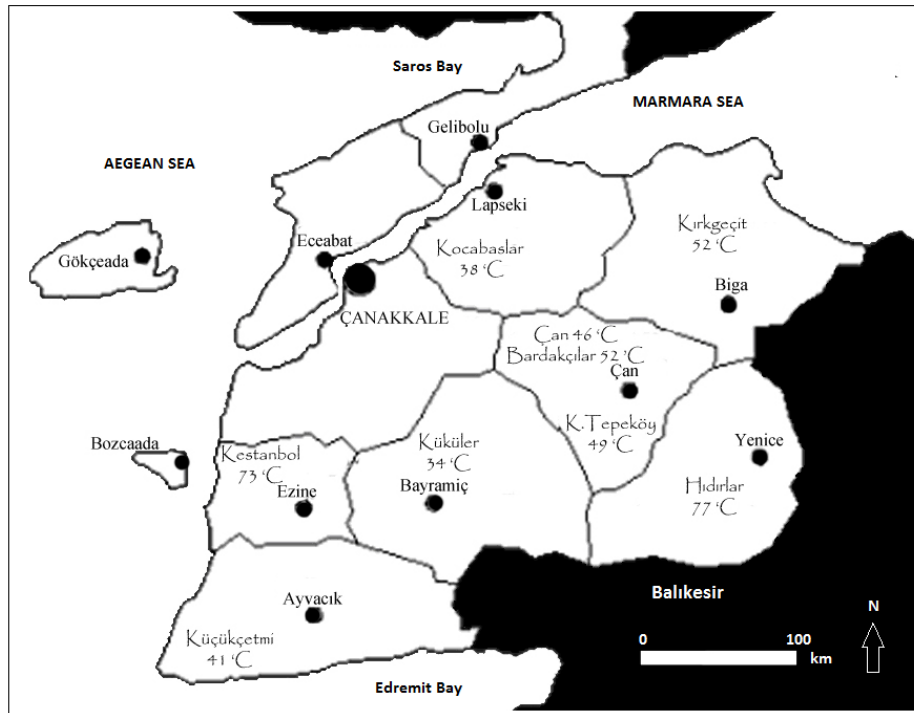 Saros Bay
MARMARA SEA
Gelibolu
AEGEAN SEA
Lapseki
Kırkgeçit
52 °C
Eceabat
Kocabaslar
38 °C
Gökçeada
Biga
ÇANAKKALE
Çan 46 °C
Bardakçılar 52 °C
Çan
K.Tepeköy
49 °C
Bozcaada
Kestanbol
73 °C
Ezine
Küküler
34 °C
Bayramiç
Yenice
Hıdırlar
77 °C
Balıkesir
Ayvacık
Küçükçetmi
41 °C
N
0 100
km
Edremit Bay